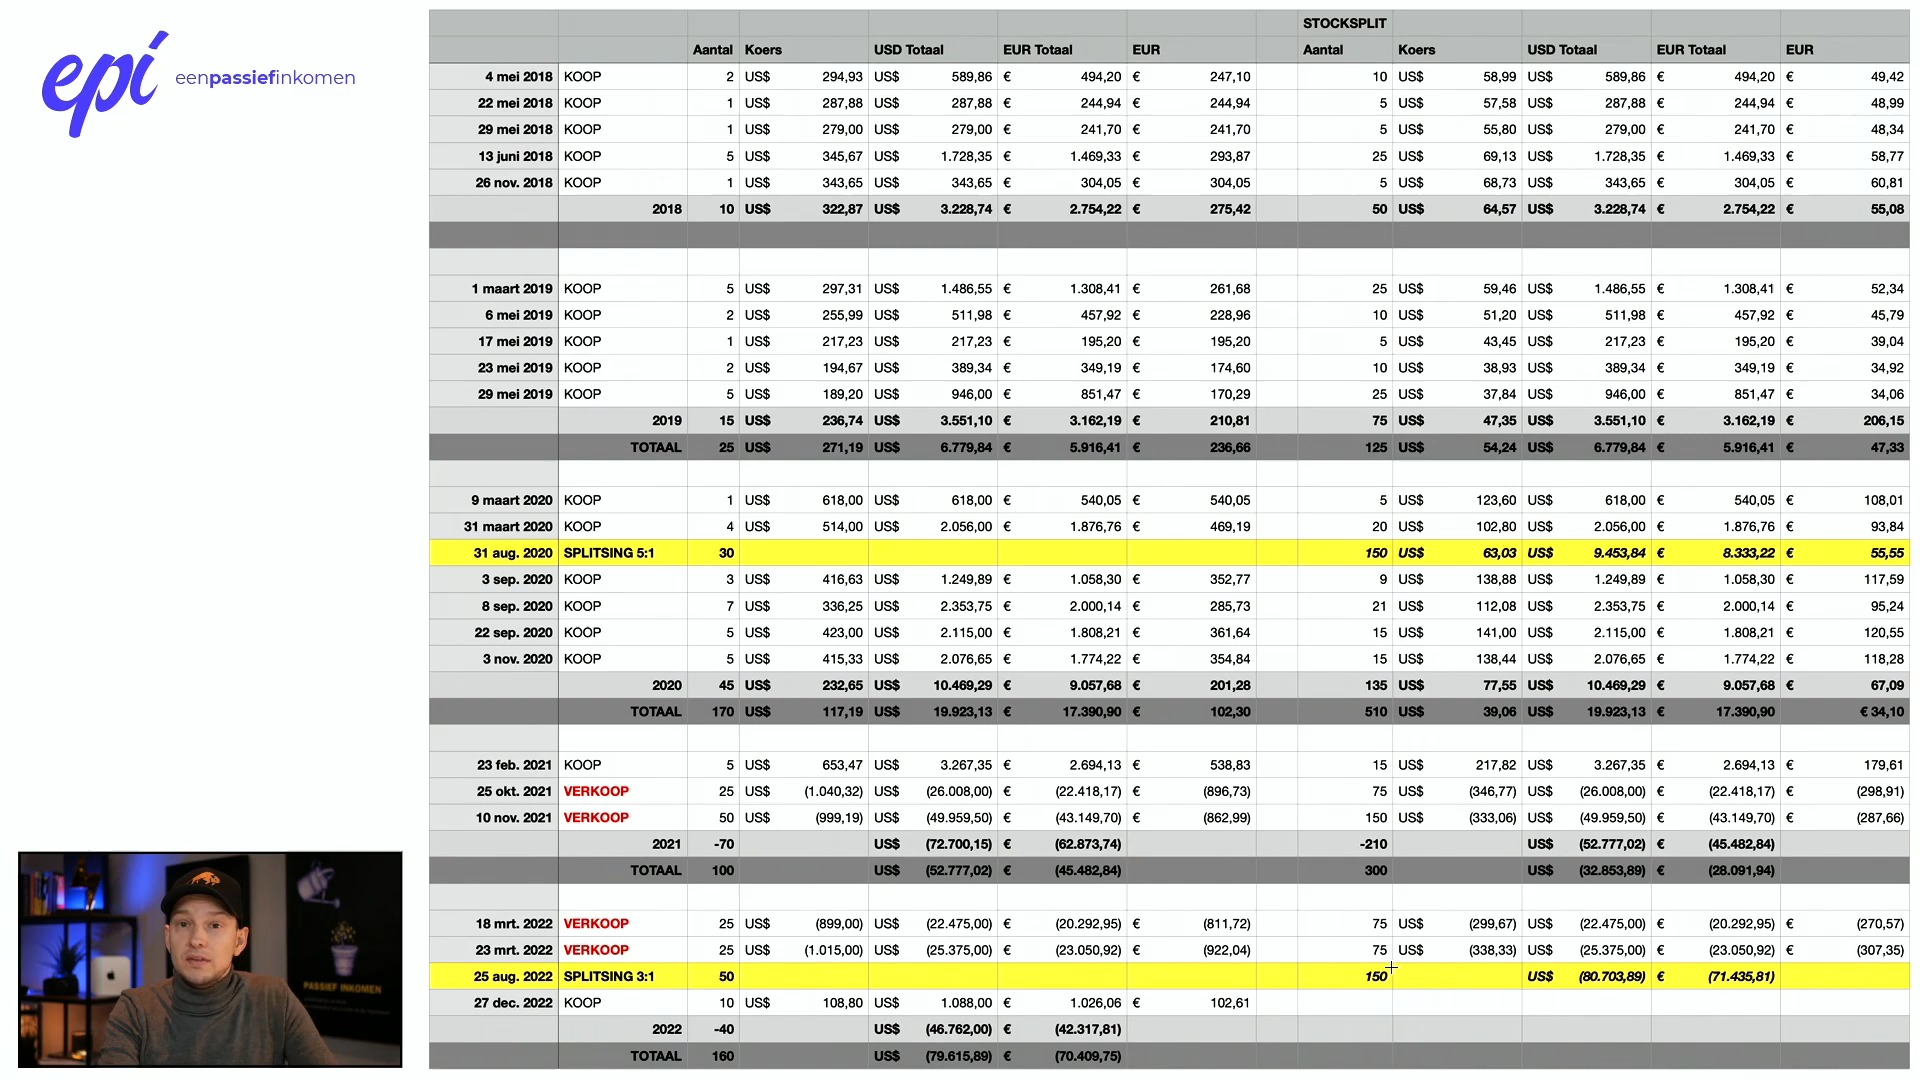 epi eenpassiefinkomen
STOCKSPLIT
Aantal Koers USD Totaal EUR Totaal EUR Aantal Koers USD Totaal EUR Totaal EUR
4 mei 2018 KOOP 2 US$ 294,93 US$ 589,86 € 494,20 € 247,10 10 US$ 58,99 US$ 589,86 € 494,20 € 49,42
22 mei 2018 KOOP 1 US$ 287,88 US$ 287,88 € 244,94 € 244,94 5 US$ 57,58 US$ 287,88 € 244,94 € 48,99
29 mei 2018 KOOP 1 US$ 279,00 US$ 279,00 € 241,70 € 241,70 5 US$ 55,80 US$ 279,00 € 241,70 € 48,34
13 juni 2018 KOOP 5 US$ 345,67 US$ 1.728,35 € 1.469,33 € 293,87 25 US$ 69,13 US$ 1.728,35 € 1.469,33 € 58,77
26 nov. 2018 KOOP 1 US$ 343,65 US$ 343,65 € 304,05 € 304,05 5 US$ 68,73 US$ 343,65 € 304,05 € 60,81
2018 10 US$ 322,87 US$ 3.228,74 € 2.754,22 € 275,42 50 US$ 64,57 US$ 3.228,74 € 2.754,22 € 55,08
1 maart 2019 KOOP 5 US$ 297,31 US$ 1.486,55 € 1.308,41 € 261,68 25 US$ 59,46 US$ 1.486,55 € 1.308,41 € 52,34
6 mei 2019 KOOP 2 US$ 255,99 US$ 511,98 € 457,92 € 228,96 10 US$ 51,20 US$ 511,98 € 457,92 € 45,79
17 mei 2019 KOOP 1 US$ 217,23 US$ 217,23 € 195,20 € 195,20 5 US$ 43,45 US$ 217,23 € 195,20 € 39,04
23 mei 2019 KOOP 2 US$ 194,67 US$ 389,34 € 349,19 € 174,60 10 US$ 38,93 US$ 389,34 € 349,19 € 34,92
29 mei 2019 KOOP 5 US$ 189,20 US$ 946,00 € 851,47 € 170,29 25 US$ 37,84 US$ 946,00 € 851,47 € 34,06
2019 15 US$ 236,74 US$ 3.551,10 € 3.162,19 € 210,81 75 US$ 47,35 US$ 3.551,10 € 3.162,19 € 206,15
TOTAAL 25 US$ 271,19 US$ 6.779,84 € 5.916,41 € 236,66 125 US$ 54,24 US$ 6.779,84 € 5.916,41 € 47,33
9 maart 2020 KOOP 1 US$ 618,00 US$ 618,00 € 540,05 € 540,05 5 US$ 123,60 US$ 618,00 € 540,05 € 108,01
31 maart 2020 KOOP 4 US$ 514,00 US$ 2.056,00 € 1.876,76 € 469,19 20 US$ 102,80 US$ 2.056,00 € 1.876,76 € 93,84
31 aug. 2020 SPLITSING 5:1 30 150 US$ 63,03 US$ 9.453,84 € 8.333,22 € 55,55
3 sep. 2020 KOOP 3 US$ 416,63 US$ 1.249,89 € 1.058,30 € 352,77 9 US$ 138,88 US$ 1.249,89 € 1.058,30 € 117,59
8 sep. 2020 KOOP 7 US$ 336,25 US$ 2.353,75 € 2.000,14 € 285,73 21 US$ 112,08 US$ 2.353,75 € 2.000,14 € 95,24
22 sep. 2020 KOOP 5 US$ 423,00 US$ 2.115,00 € 1.808,21 € 361,64 15 US$ 141,00 US$ 2.115,00 € 1.808,21 € 120,55
3 nov. 2020 KOOP 5 US$ 415,33 US$ 2.076,65 € 1.774,22 € 354,84 15 US$ 138,44 US$ 2.076,65 € 1.774,22 € 118,28
2020 45 US$ 232,65 US$ 10.469,29 € 9.057,68 € 201,28 135 US$ 77,55 US$ 10.469,29 € 9.057,68 € 67,09
TOTAAL 170 US$ 117,19 US$ 19.923,13 € 17.390,90 € 102,30 510 US$ 39,06 US$ 19.923,13 € 17.390,90 € 34,10
23 feb. 2021 KOOP 5 US$ 653,47 US$ 3.267,35 € 2.694,13 € 538,83 15 US$ 217,82 US$ 3.267,35 € 2.694,13 € 179,61
25 okt. 2021 VERKOOP 25 US$ (1.040,32) US$ (26.008,00) € (22.418,17) € (896,73) 75 US$ (346,77) US$ (26.008,00) € (22.418,17) € (298,91)
10 nov. 2021 VERKOOP 50 US$ (999,19) US$ (49.959,50) € (43.149,70) € (862,99) 150 US$ (333,06) US$ (49.959,50) € (43.149,70) € (287,66)
2021 -70 US$ (72.700,15) € (62.873,74) -210 US$ (52.777,02) € (45.482,84)
TOTAAL 100 US$ (52.777,02) € (45.482,84) 300 US$ (32.853,89) € (28.091,94)
18 mrt. 2022 VERKOOP 25 US$ (899,00) US$ (22.475,00) € (20.292,95) € (811,72) 75 US$ (299,67) US$ (22.475,00) € (20.292,95) € (270,57)
23 mrt. 2022 VERKOOP 25 US$ (1.015,00) US$ (25.375,00) € (23.050,92) € (922,04) 75 US$ (338,33) US$ (25.375,00) € (23.050,92) € (307,35)
25 aug. 2022 SPLITSING 3:1 50 150 US$ (80.703,89) € (71.435,81)
27 dec. 2022 KOOP 10 US$ 108,80 US$ 1.088,00 € 1.026,06 € 102,61
2022 -40 US$ (46.762,00) € (42.317,81)
TOTAAL 160 US$ (79.615,89) € (70.409,75)
PASSIEF INKOMEN